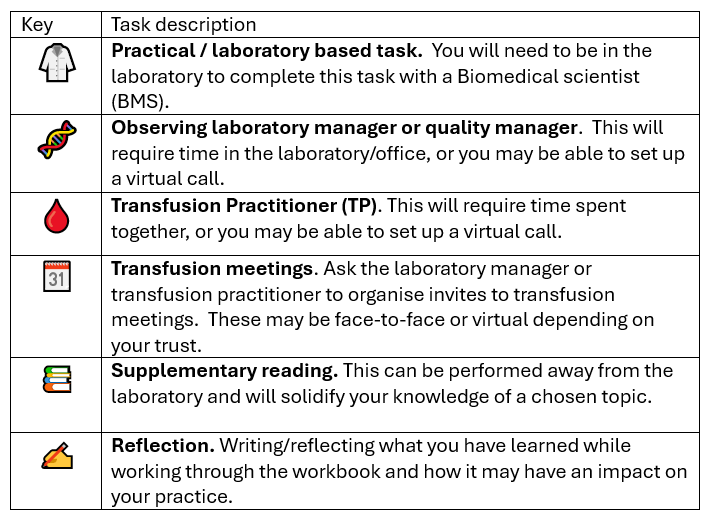 Key Task description
Practical / laboratory based task.  You will need to be in the
laboratory to complete this task with a Biomedical scientist
(BMS).
Observing laboratory manager or quality manager.  This will
require time in the laboratory/office, or you may be able to set up
a virtual call.
Transfusion Practitioner (TP). This will require time spent
together, or you may be able to set up a virtual call.
31
Transfusion meetings. Ask the laboratory manager or
transfusion practitioner to organise invites to transfusion
meetings.  These may be face-to-face or virtual depending on
your trust.
Supplementary reading. This can be performed away from the
laboratory and will solidify your knowledge of a chosen topic.
Reflection. Writing/reflecting what you have learned while
working through the workbook and how it may have an impact on
your practice.